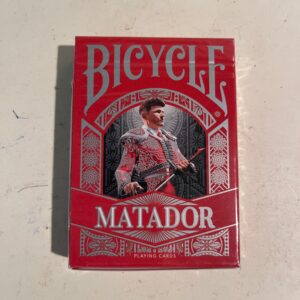 BICYCLE
®
MATADOR
PLAYING CARDS